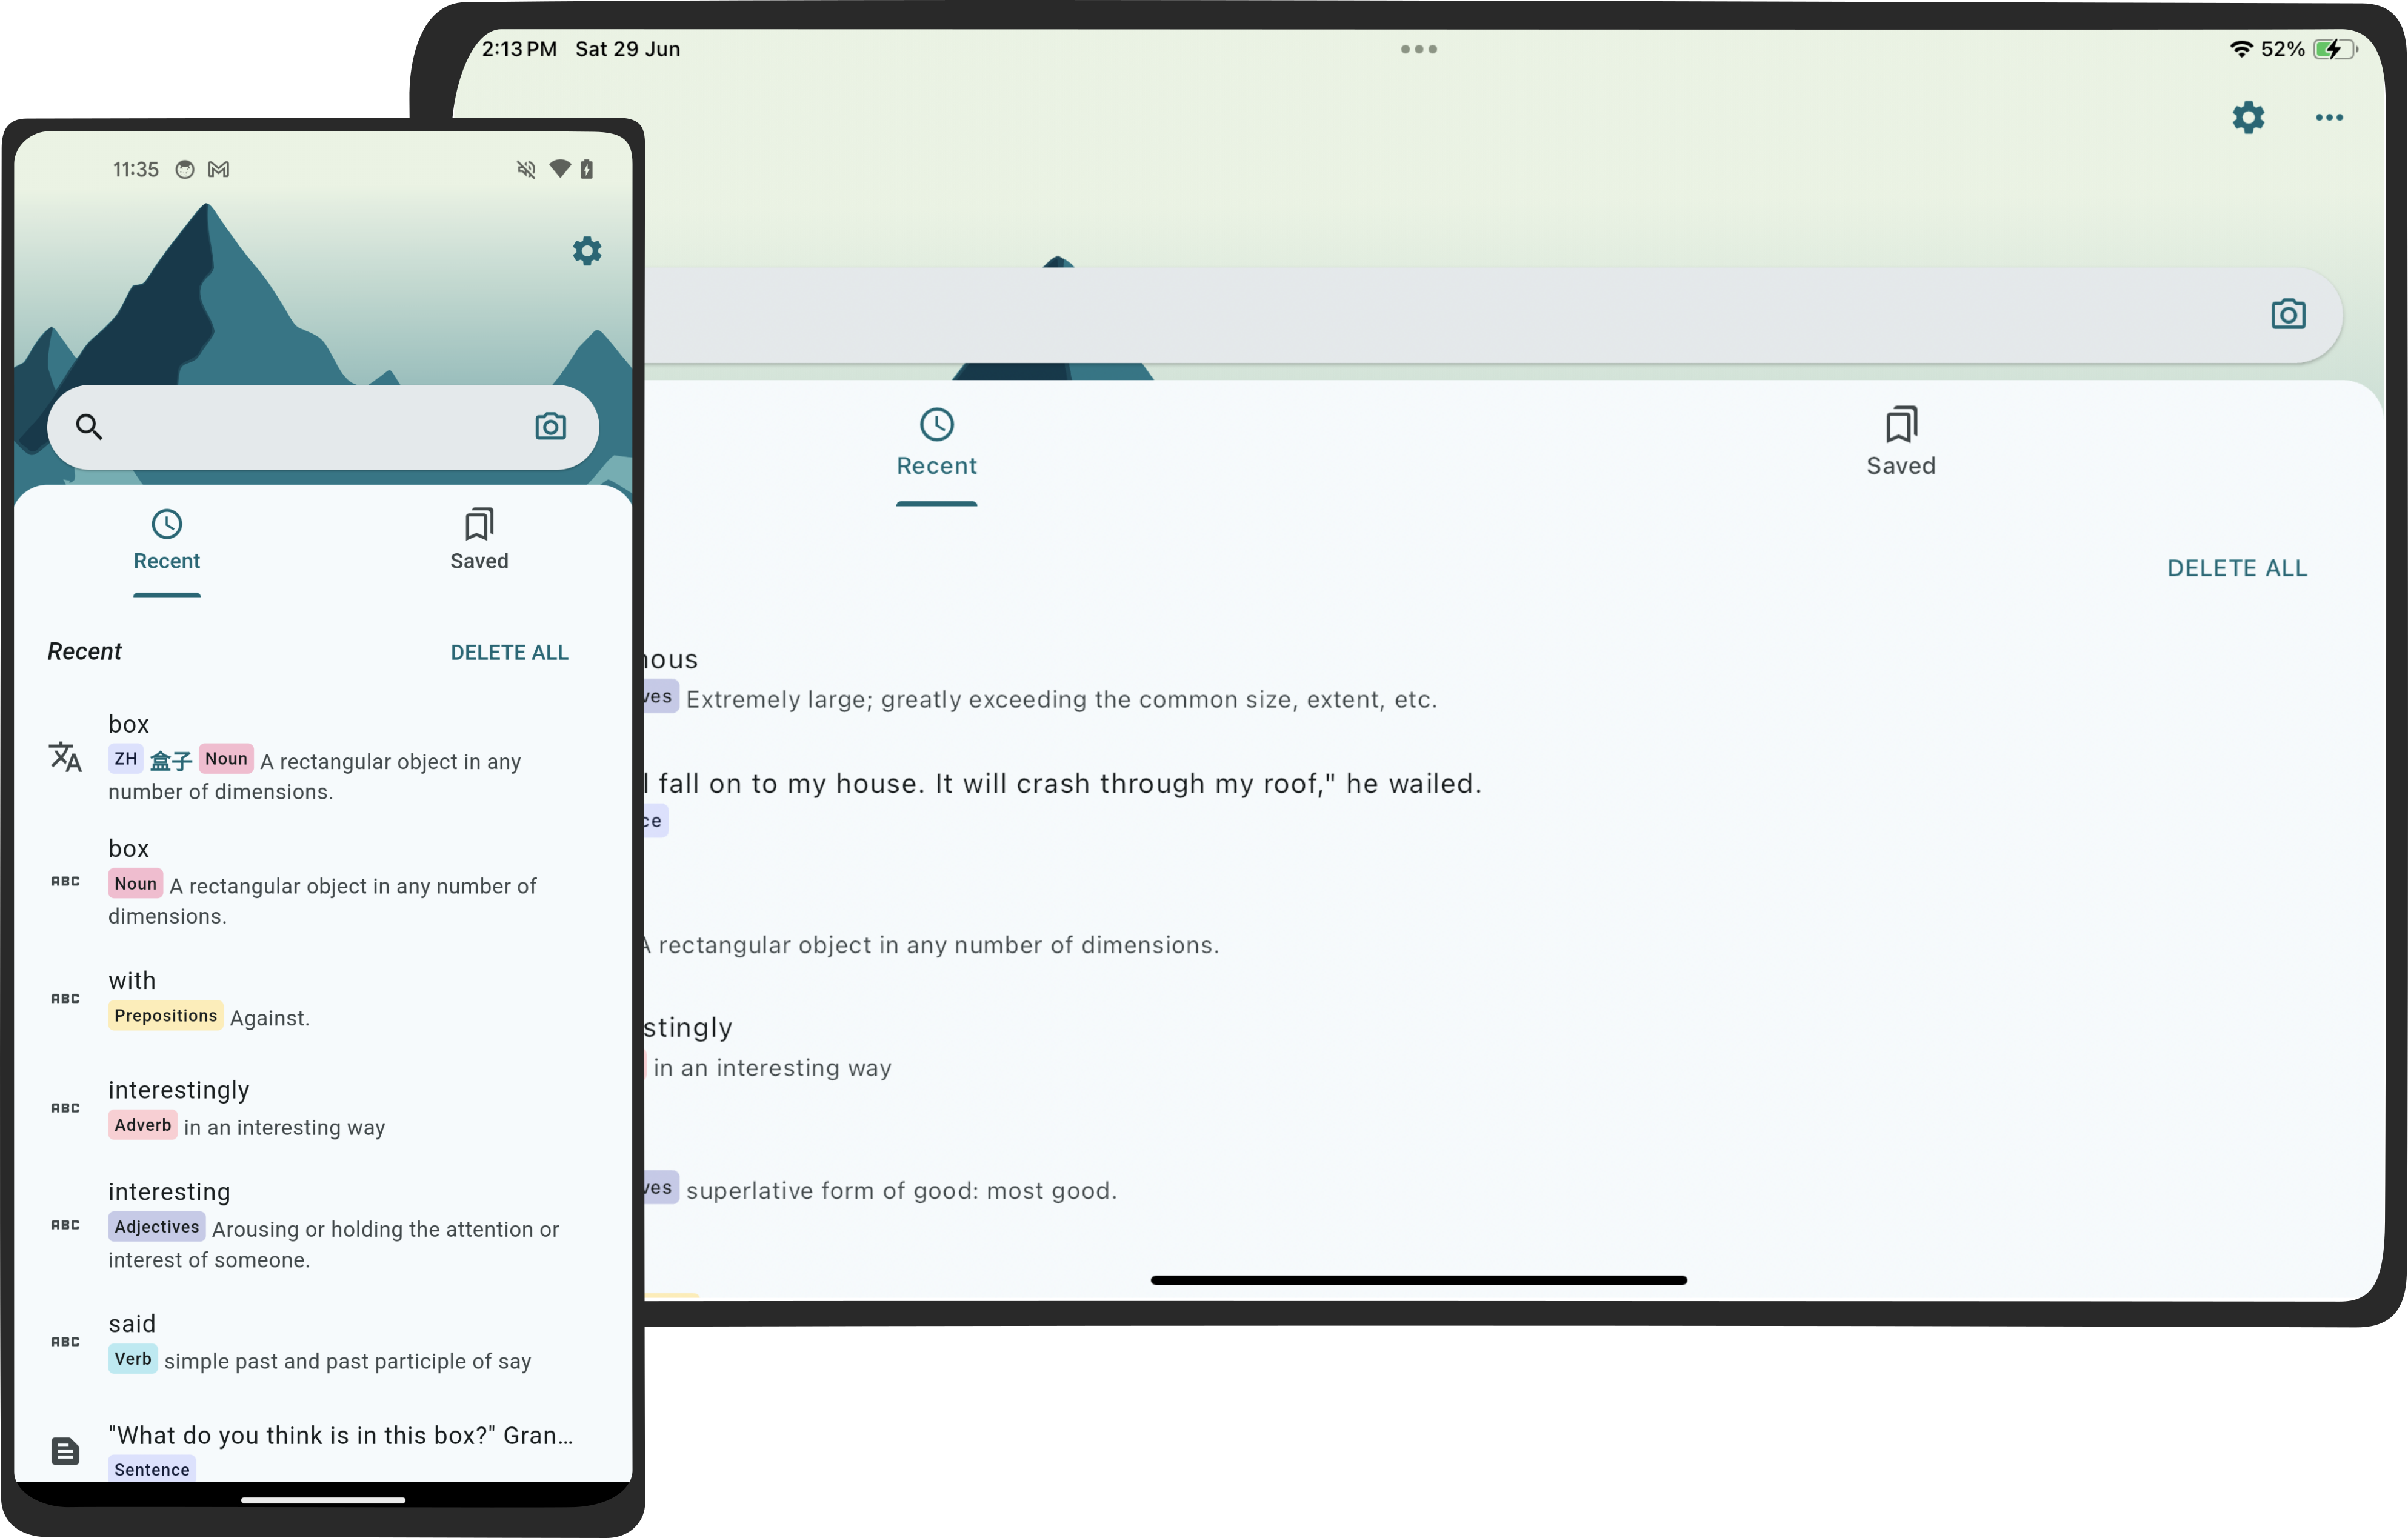 2:13 PM Sat 29 Jun
52%
Recent
Saved
DELETE ALL
Extremely large; greatly exceeding the common size, extent, etc.
fall on to my house. It will crash through my roof," he wailed.
A rectangular object in any number of dimensions.
in an interesting way
superlative form of good: most good.
11:35
Recent
Saved
Recent
DELETE ALL
box
ZH 盒子 Noun A rectangular object in any
number of dimensions.
box
ABC
Noun A rectangular object in any number of
dimensions.
with
ABC
Prepositions Against.
interestingly
ABC
Adverb in an interesting way
interesting
ABC
Adjectives Arousing or holding the attention or
interest of someone.
said
ABC
Verb simple past and past participle of say
"What do you think is in this box?" Gran...
Sentence